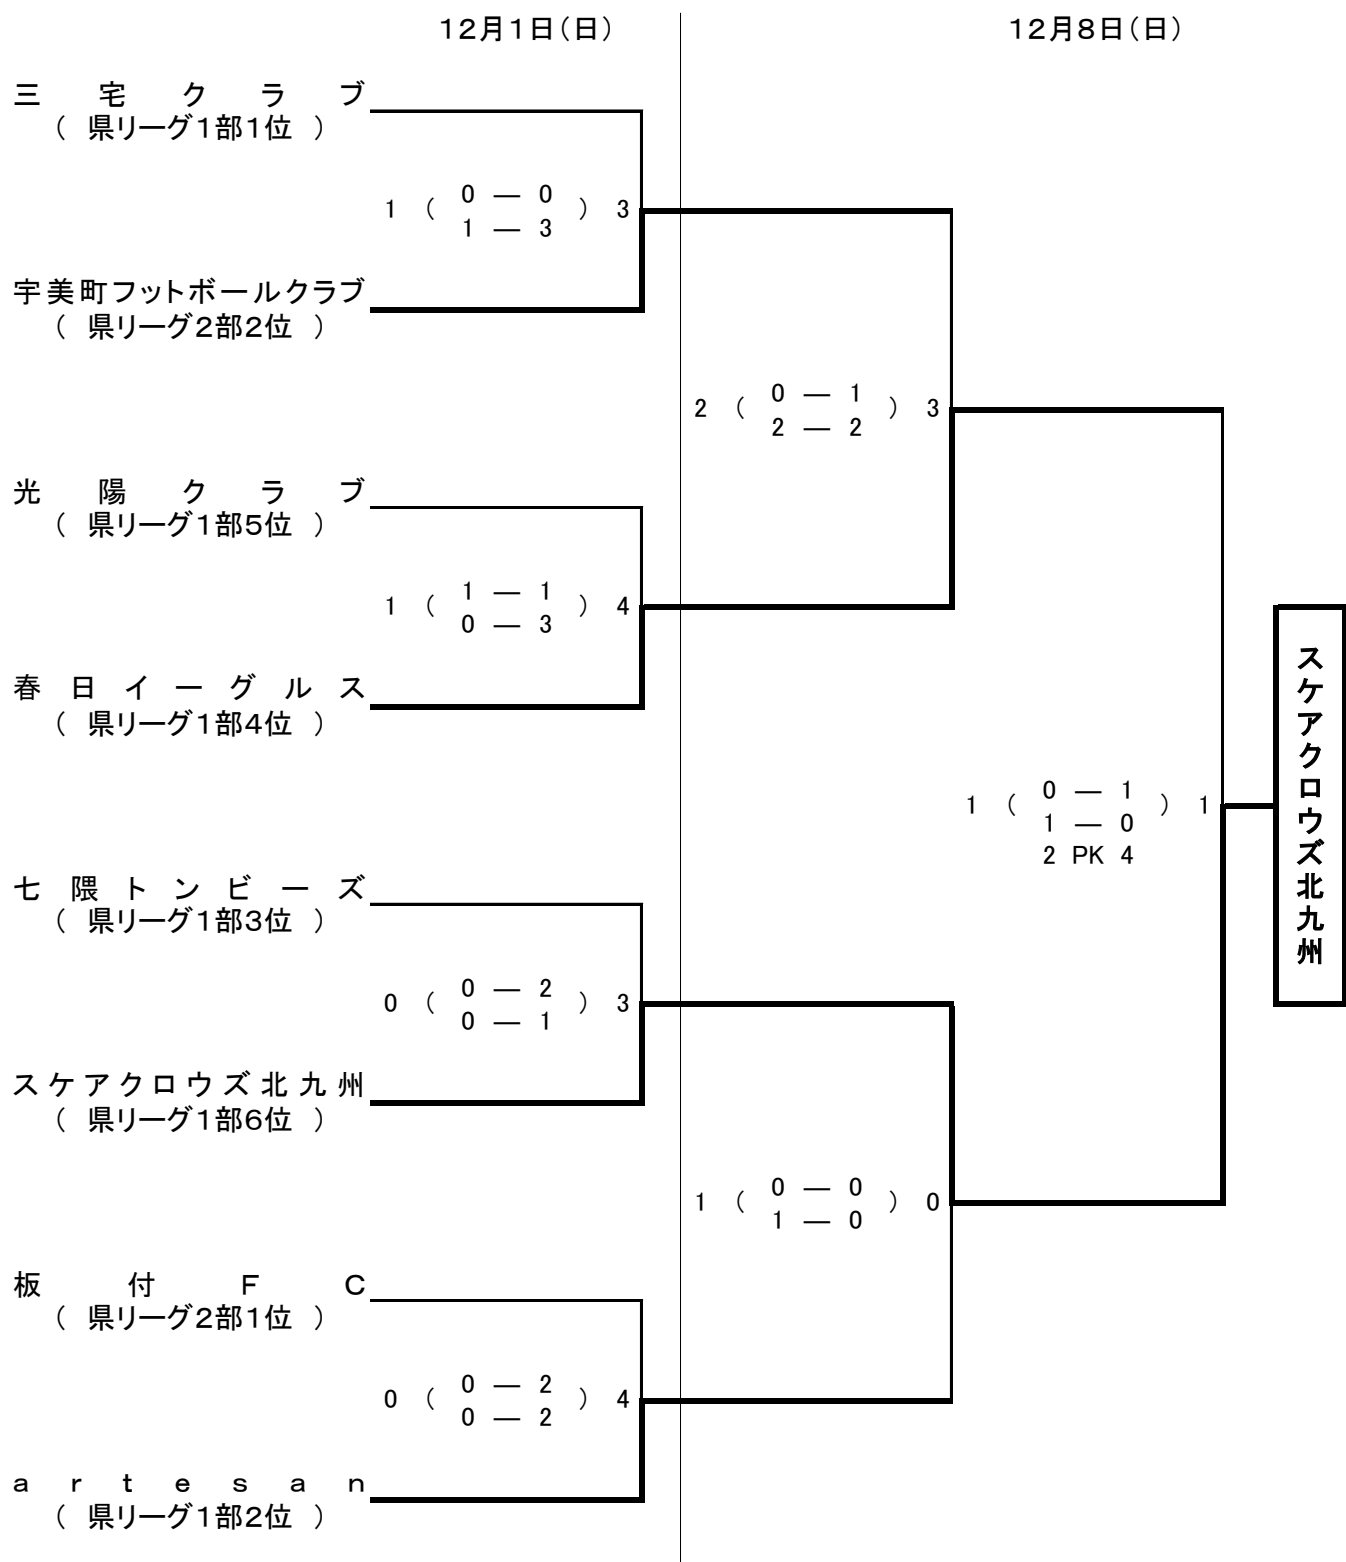 12月1日(日)
12月8日(日)
三宅クラブ
( 県リーグ1部1位 )
1 ( 0 ― 0 ) 3
1 ― 3
宇美町フットボールクラブ
( 県リーグ2部2位 )
2 ( 0 ― 1 ) 3
2 ― 2
光陽クラブ
( 県リーグ1部5位 )
1 ( 1 ― 1 ) 4
0 ― 3
春日イーグルス
( 県リーグ1部4位 )
1 ( 0 ― 1 ) 1
1 ― 0
2 PK 4
スケアクロウズ北九州
七隈トンビーズ
( 県リーグ1部3位 )
0 ( 0 ― 2 ) 3
0 ― 1
スケアクロウズ北九州
( 県リーグ1部6位 )
1 ( 0 ― 0 ) 0
1 ― 0
板付FC
( 県リーグ2部1位 )
0 ( 0 ― 2 ) 4
0 ― 2
artesan
( 県リーグ1部2位 )